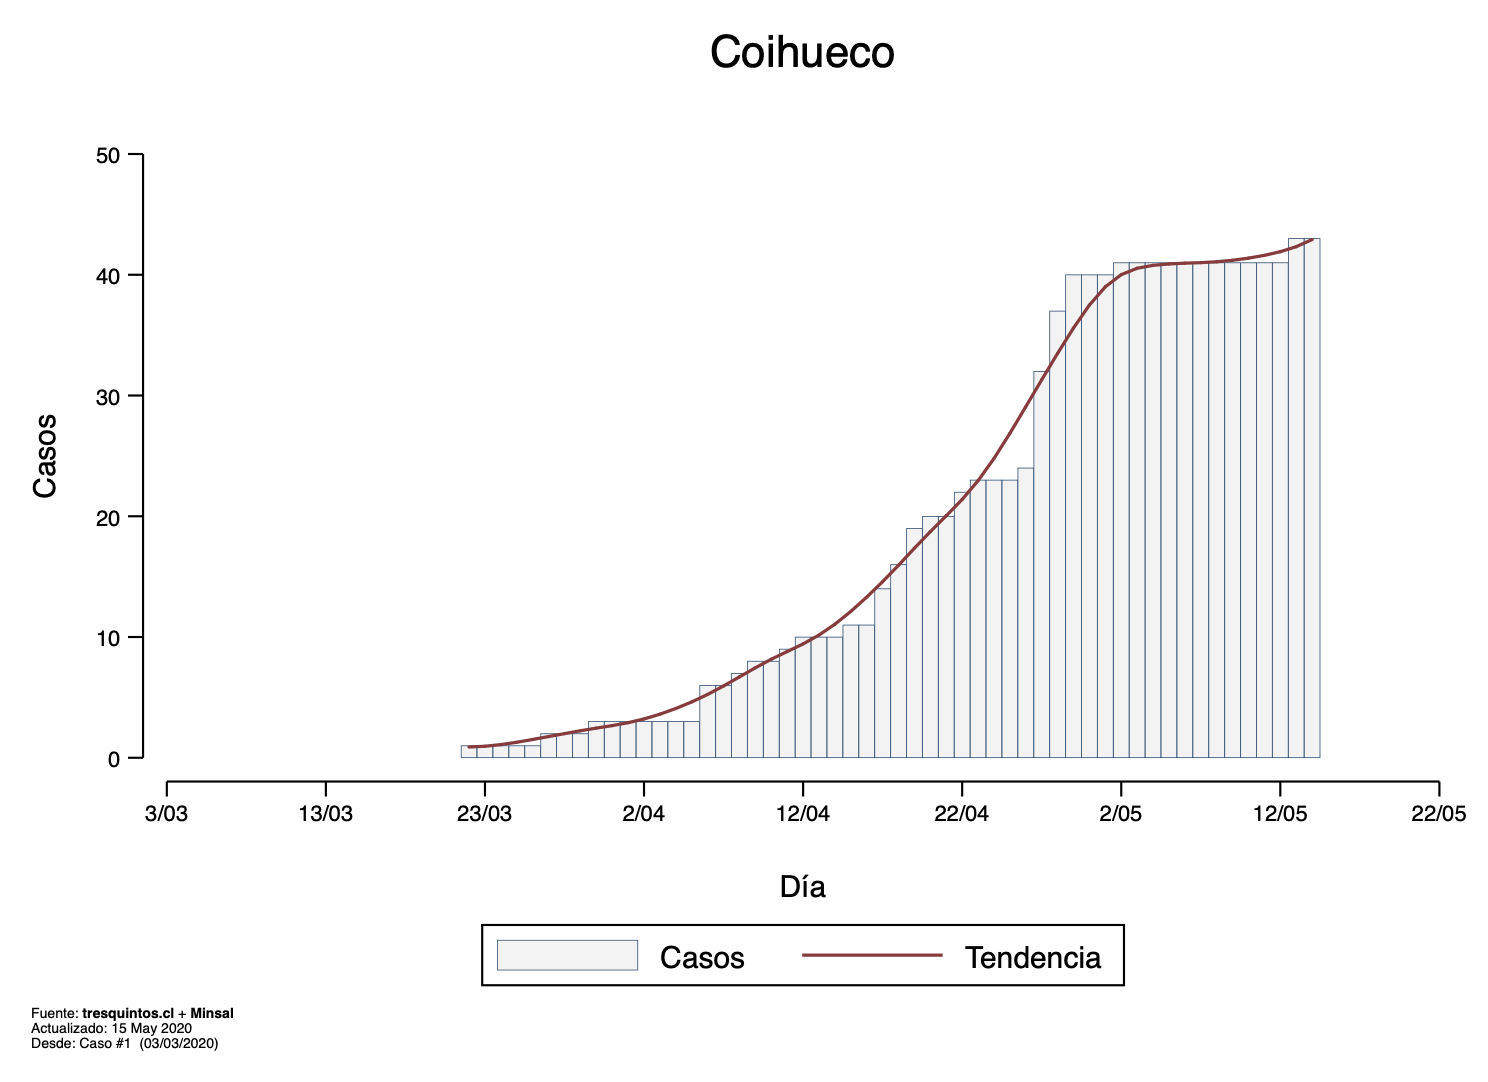 Coihueco
50
40
30
20
10
0
Casos
3/03 13/03 23/03 2/04 12/04 22/04 2/05 12/05 22/05
Día
Casos Tendencia
Fuente: tresquintos.cl + Minsal
Actualizado: 15 May 2020
Desde: Caso #1 (03/03/2020)